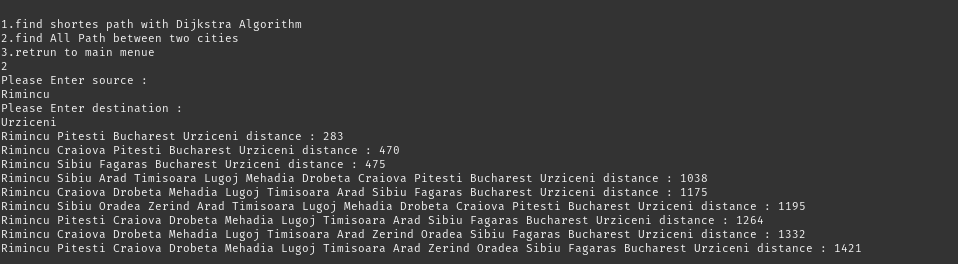 1.find shortes path with Dijkstra Algorithm
2.find All Path between two cities
3.retrun to main menue
2
Please Enter source :
Rimincu
Please Enter destination :
Urziceni
Rimincu Pitesti Bucharest Urziceni distance : 283
Rimincu Craiova Pitesti Bucharest Urziceni distance : 470
Rimincu Sibiu Fagaras Bucharest Urziceni distance : 475
Rimincu Sibiu Arad Timisoara Lugoj Mehadia Drobeta Craiova Pitesti Bucharest Urziceni distance : 1038
Rimincu Craiova Drobeta Mehadia Lugoj Timisoara Arad Sibiu Fagaras Bucharest Urziceni distance : 1175
Rimincu Sibiu Oradea Zerind Arad Timisoara Lugoj Mehadia Drobeta Craiova Pitesti Bucharest Urziceni distance : 1195
Rimincu Pitesti Craiova Drobeta Mehadia Lugoj Timisoara Arad Sibiu Fagaras Bucharest Urziceni distance : 1264
Rimincu Craiova Drobeta Mehadia Lugoj Timisoara Arad Zerind Oradea Sibiu Fagaras Bucharest Urziceni distance : 1332
Rimincu Pitesti Craiova Drobeta Mehadia Lugoj Timisoara Arad Zerind Oradea Sibiu Fagaras Bucharest Urziceni distance : 1421